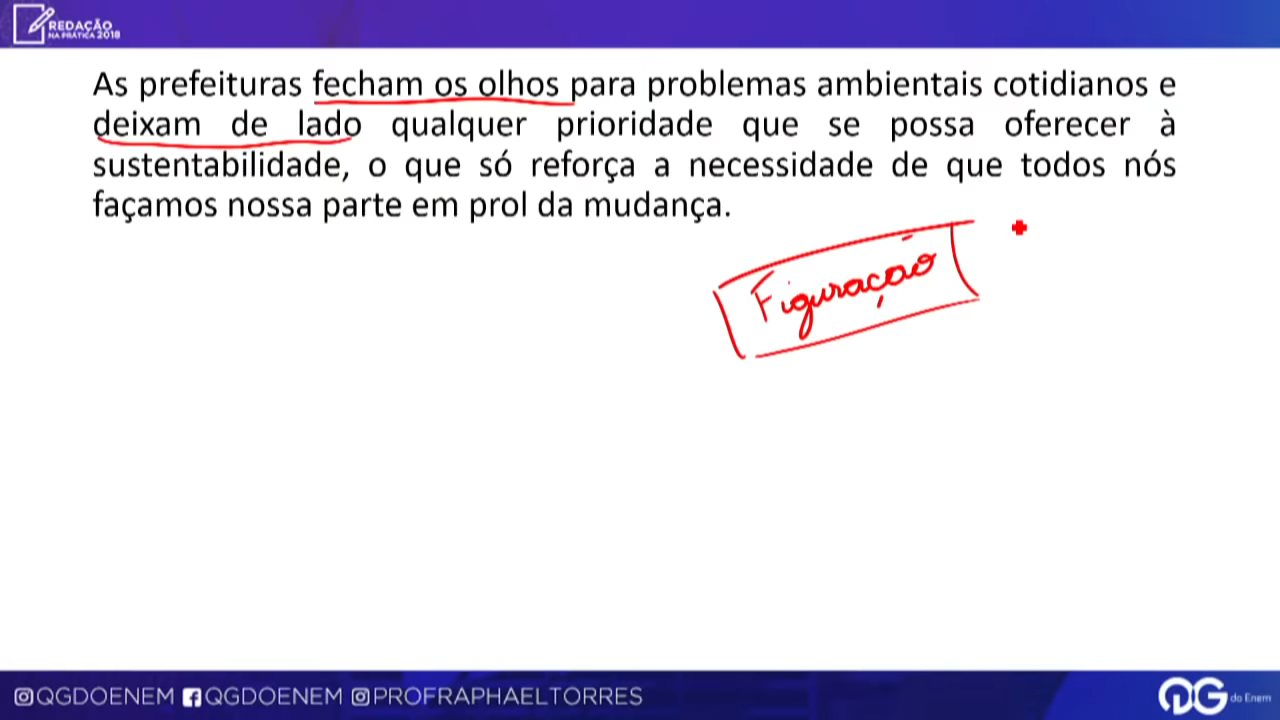 REDAÇÃO
NA PRÁTICA 2018
As prefeituras fecham os olhos para problemas ambientais cotidianos e
deixam de lado qualquer prioridade que se possa oferecer à
sustentabilidade, o que só reforça a necessidade de que todos nós
façamos nossa parte em prol da mudança.
Figuração
@QGDOENEM QGDOENEM @PROFRAPHAELTORRES
QG do Enem